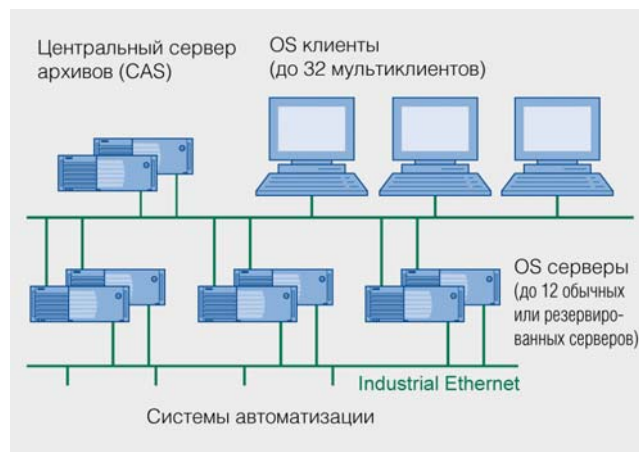 Центральный сервер
архивов (CAS)
OS клиенты
(до 32 мультиклиентов)
OS серверы
(до 12 обычных
или резервиро-
ванных серверов)
Industrial Ethernet
Системы автоматизации